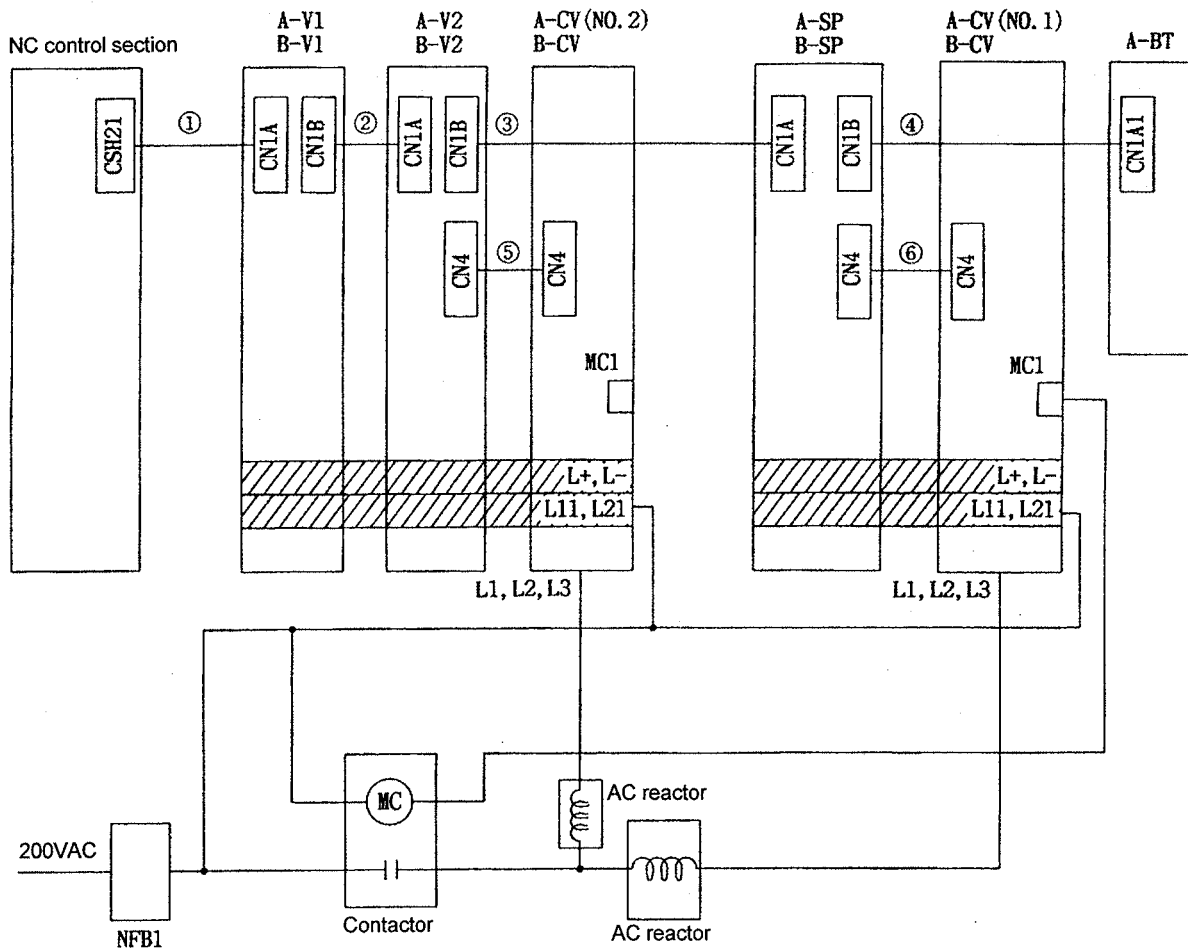 NC control section
A-V1
B-V1
A-V2
B-V2
A-CV(NO. 2)
B-CV
A-SP
B-SP
A-CV(NO. 1)
B-CV
A-BT
CSH21
①
CN1A
CN1B
②
CN1A
CN1B
③
CN1A
CN1B
④
CN1A1
CN4
⑤
CN4
CN4
⑥
CN4
MC1
MC1
L+, L-
L11, L21
L+, L-
L11, L21
L1, L2, L3
L1, L2, L3
MC
AC reactor
200VAC
Contactor
AC reactor
NFB1